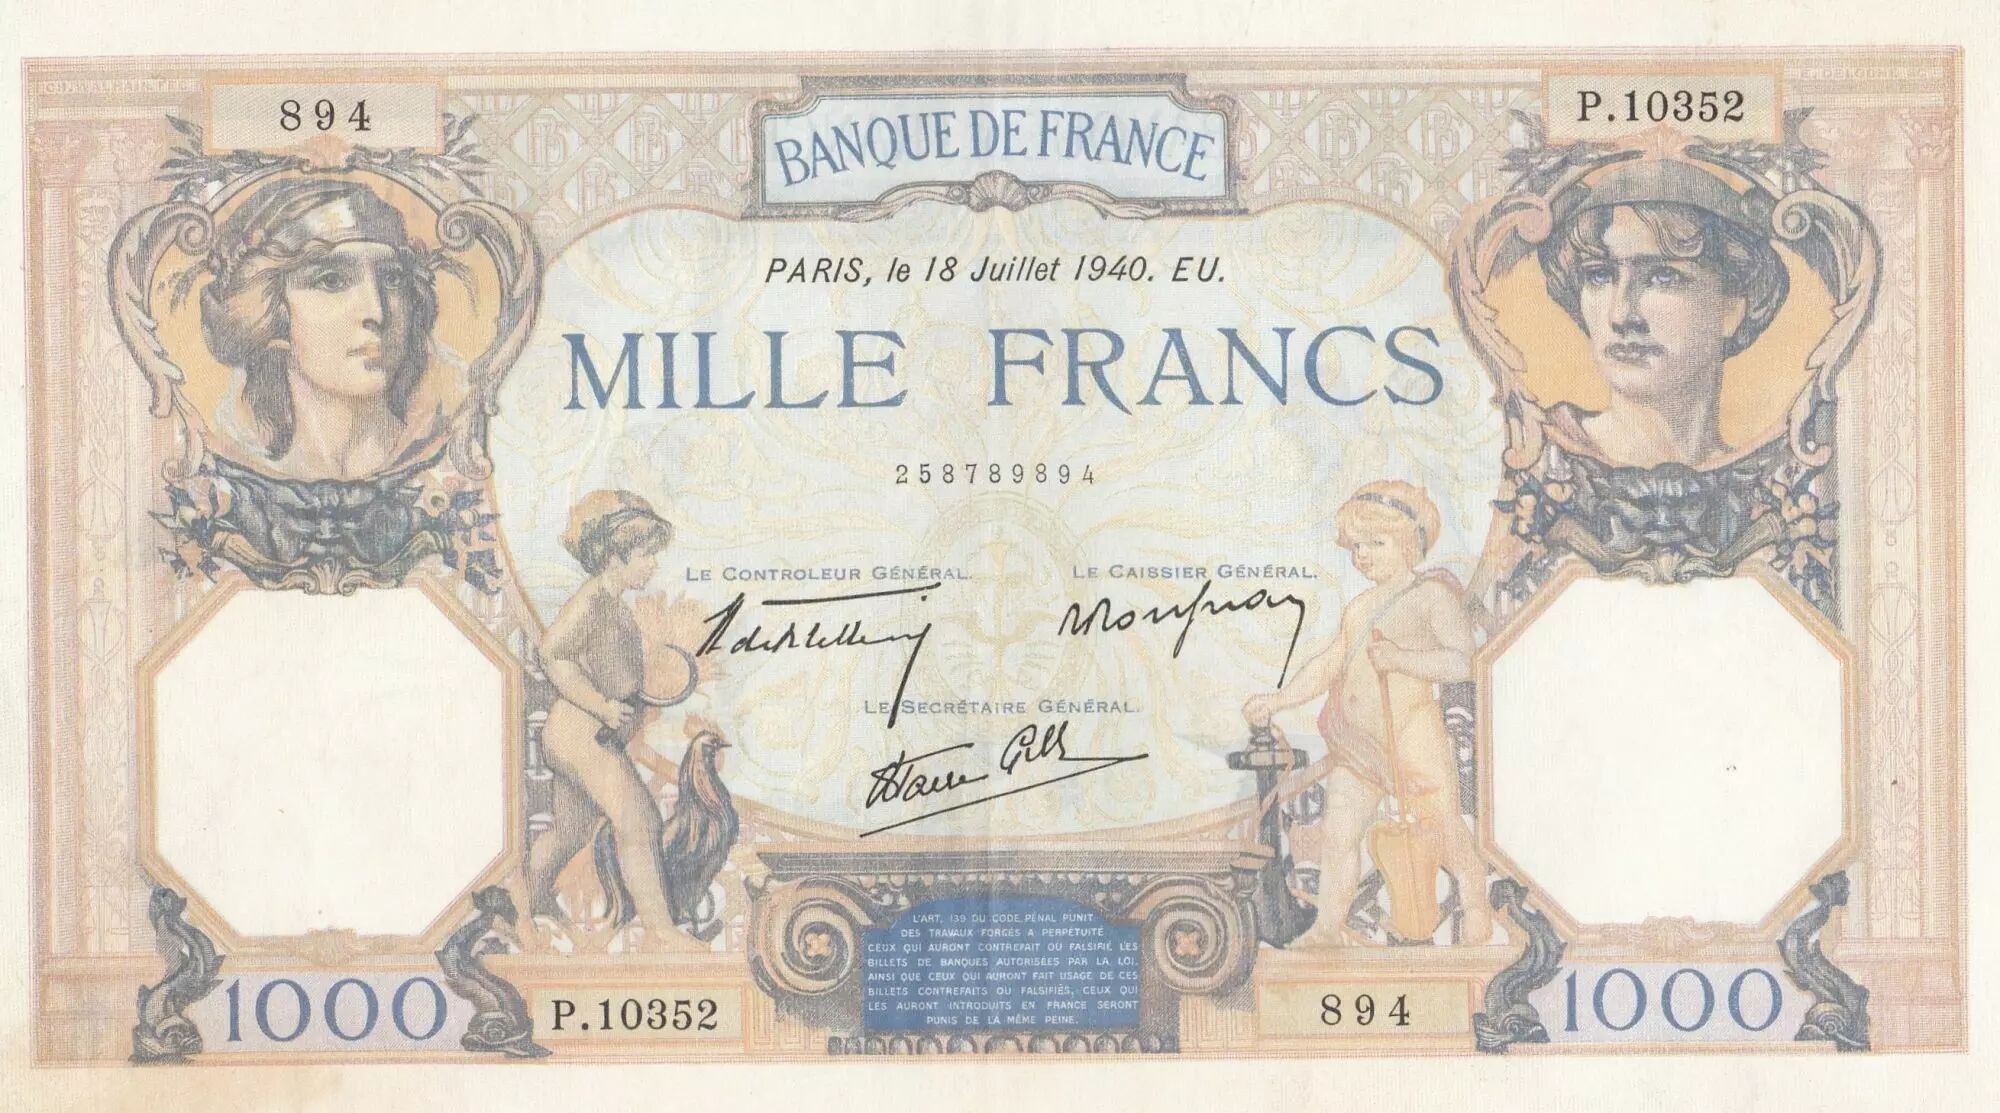 894
P.10352
BANQUE DE FRANCE
PARIS, le 18 Juillet 1940. EU.
MILLE FRANCS
258789894
LE CONTROLEUR GÉNÉRAL.
LE CAISSIER GÉNÉRAL.
LE SECRÉTAIRE GÉNÉRAL.
L'ART. 139 DU CODE PÉNAL PUNIT
DES TRAVAUX FORCÉS A PERPÉTUITÉ
CEUX QUI AURONT CONTREFAIT OU FALSIFIÉ LES
BILLETS DE BANQUES AUTORISÉES PAR LA LOI,
AINSI QUE CEUX QUI AURONT FAIT USAGE DE CES
BILLETS CONTREFAITS OU FALSIFIÉS, CEUX QUI
LES AURONT INTRODUITS EN FRANCE SERONT
PUNIS DE LA MÊME PEINE.
1000
P.10352
894
1000